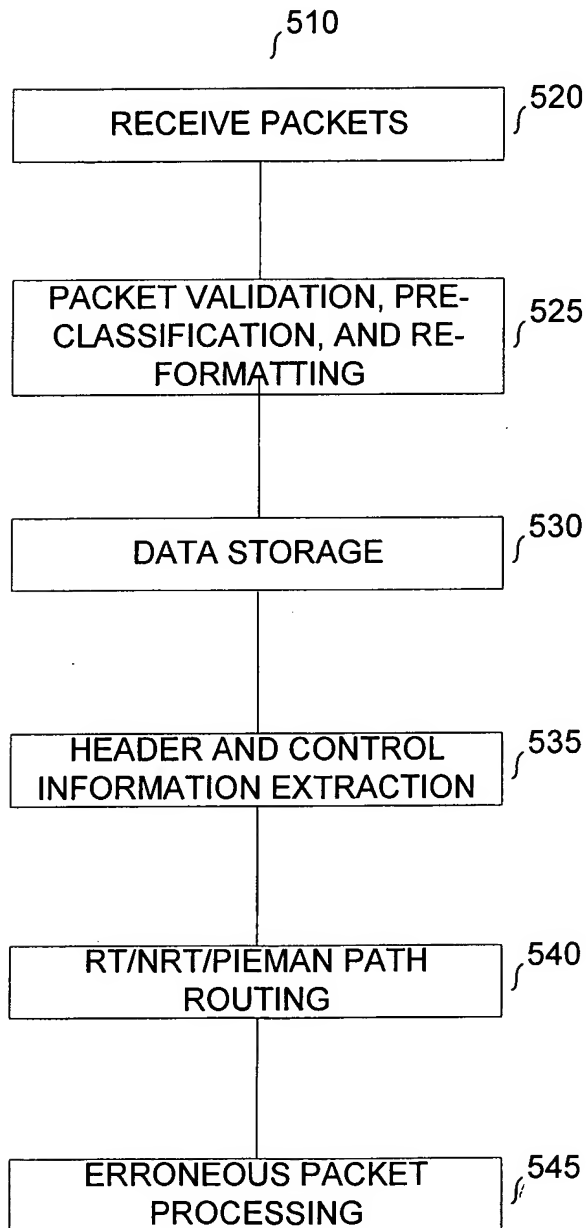 510
RECEIVE PACKETS
520
PACKET VALIDATION, PRE-
CLASSIFICATION, AND RE-
FORMATTING
525
DATA STORAGE
530
HEADER AND CONTROL
INFORMATION EXTRACTION
535
RT/NRT/PIEMAN PATH
ROUTING
540
ERRONEOUS PACKET
PROCESSING
545